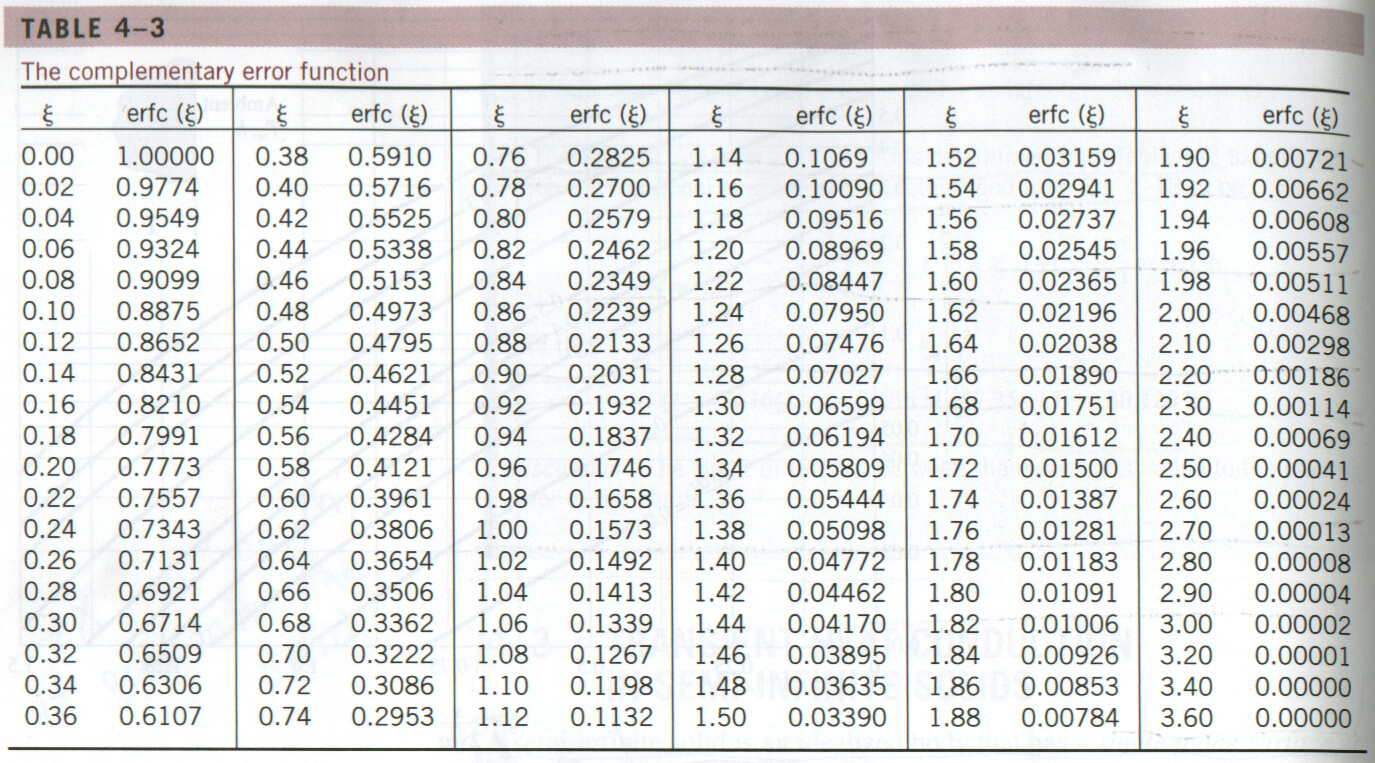 TABLE 4–3
The complementary error function
ξ erfc (ξ) ξ erfc (ξ) ξ erfc (ξ) ξ erfc (ξ) ξ erfc (ξ) ξ erfc (ξ)
0.00 1.00000 0.38 0.5910 0.76 0.2825 1.14 0.1069 1.52 0.03159 1.90 0.00721
0.02 0.9774 0.40 0.5716 0.78 0.2700 1.16 0.10090 1.54 0.02941 1.92 0.00662
0.04 0.9549 0.42 0.5525 0.80 0.2579 1.18 0.09516 1.56 0.02737 1.94 0.00608
0.06 0.9324 0.44 0.5338 0.82 0.2462 1.20 0.08969 1.58 0.02545 1.96 0.00557
0.08 0.9099 0.46 0.5153 0.84 0.2349 1.22 0.08447 1.60 0.02365 1.98 0.00511
0.10 0.8875 0.48 0.4973 0.86 0.2239 1.24 0.07950 1.62 0.02196 2.00 0.00468
0.12 0.8652 0.50 0.4795 0.88 0.2133 1.26 0.07476 1.64 0.02038 2.10 0.00298
0.14 0.8431 0.52 0.4621 0.90 0.2031 1.28 0.07027 1.66 0.01890 2.20 0.00186
0.16 0.8210 0.54 0.4451 0.92 0.1932 1.30 0.06599 1.68 0.01751 2.30 0.00114
0.18 0.7991 0.56 0.4284 0.94 0.1837 1.32 0.06194 1.70 0.01612 2.40 0.00069
0.20 0.7773 0.58 0.4121 0.96 0.1746 1.34 0.05809 1.72 0.01500 2.50 0.00041
0.22 0.7557 0.60 0.3961 0.98 0.1658 1.36 0.05444 1.74 0.01387 2.60 0.00024
0.24 0.7343 0.62 0.3806 1.00 0.1573 1.38 0.05098 1.76 0.01281 2.70 0.00013
0.26 0.7131 0.64 0.3654 1.02 0.1492 1.40 0.04772 1.78 0.01183 2.80 0.00008
0.28 0.6921 0.66 0.3506 1.04 0.1413 1.42 0.04462 1.80 0.01091 2.90 0.00004
0.30 0.6714 0.68 0.3362 1.06 0.1339 1.44 0.04170 1.82 0.01006 3.00 0.00002
0.32 0.6509 0.70 0.3222 1.08 0.1267 1.46 0.03895 1.84 0.00926 3.20 0.00001
0.34 0.6306 0.72 0.3086 1.10 0.1198 1.48 0.03635 1.86 0.00853 3.40 0.00000
0.36 0.6107 0.74 0.2953 1.12 0.1132 1.50 0.03390 1.88 0.00784 3.60 0.00000